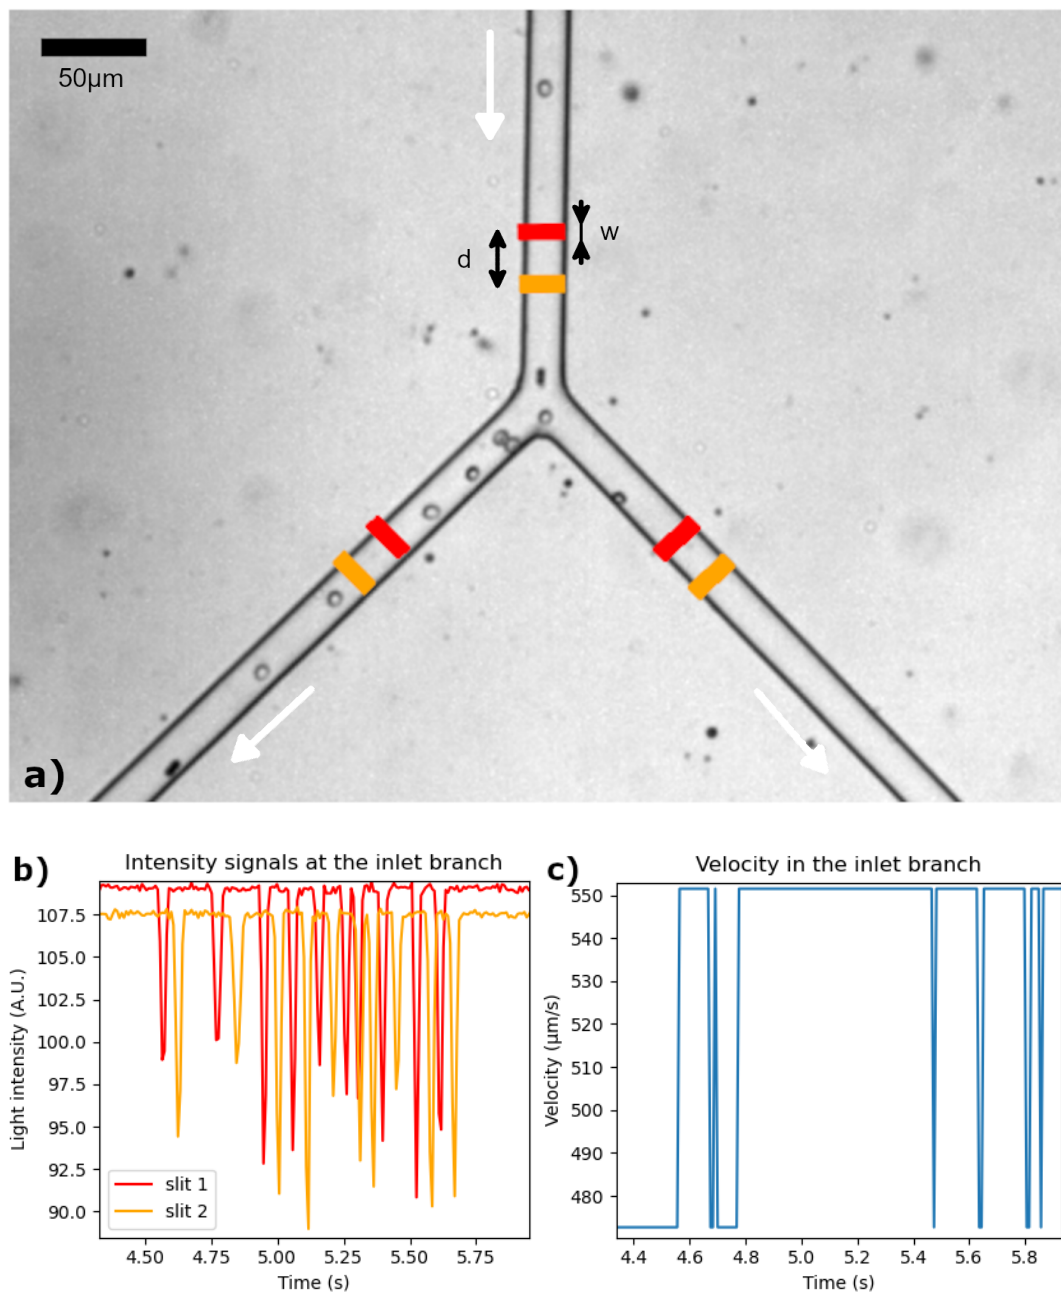 50μm
w
d
a)
b)
Intensity signals at the inlet branch
Light intensity (A.U.)
107.5
105.0
102.5
100.0
97.5
95.0
92.5
90.0
slit 1
slit 2
4.50 4.75 5.00 5.25 5.50 5.75
Time (s)
c)
Velocity in the inlet branch
Velocity (μm/s)
550
540
530
520
510
500
490
480
4.4 4.6 4.8 5.0 5.2 5.4 5.6 5.8
Time (s)